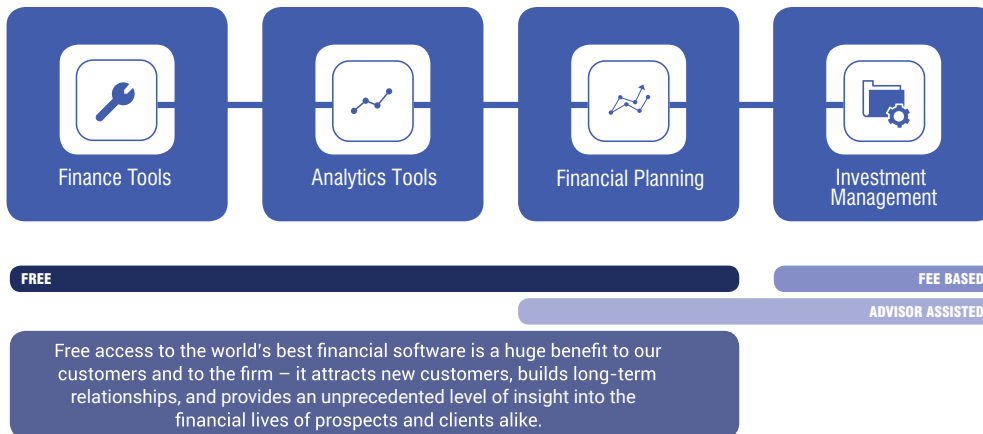 Finance Tools
Analytics Tools
Financial Planning
Investment
Management
FREE
FEE BASED
ADVISOR ASSISTED
Free access to the world's best financial software is a huge benefit to our
customers and to the firm – it attracts new customers, builds long-term
relationships, and provides an unprecedented level of insight into the
financial lives of prospects and clients alike.